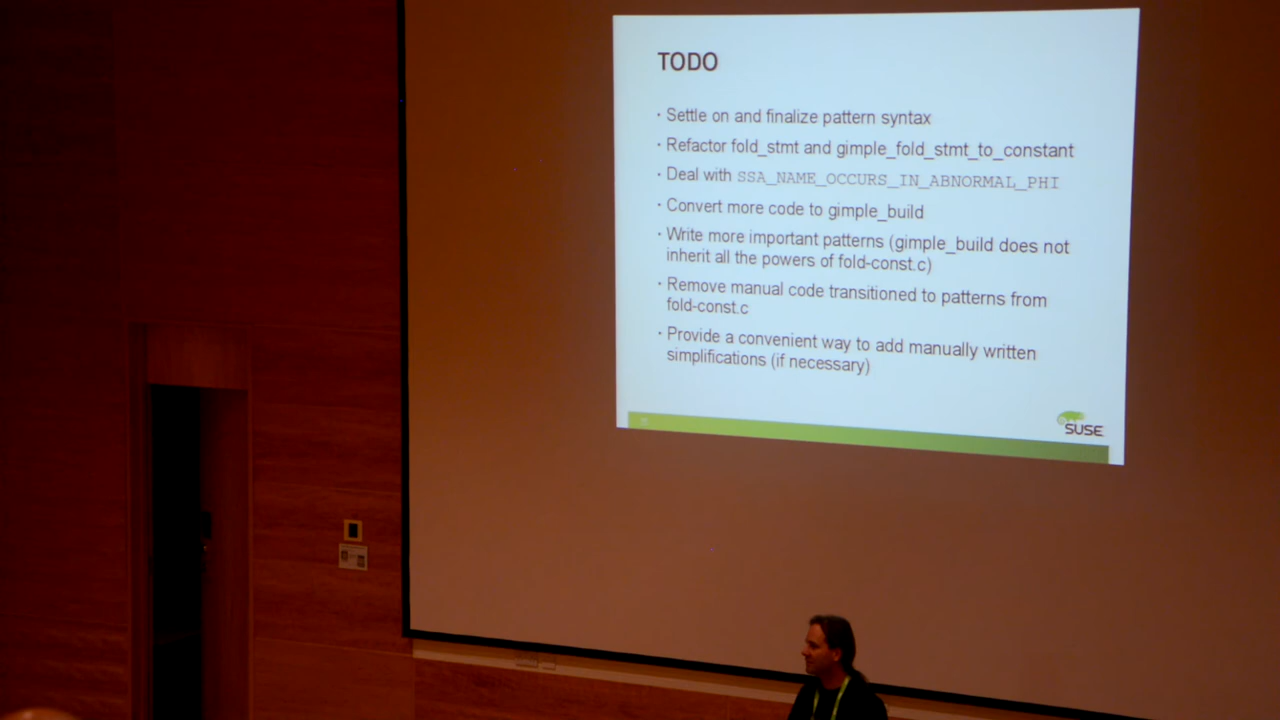 TODO
· Settle on and finalize pattern syntax
· Refactor fold_stmt and gimple_fold_stmt_to_constant
· Deal with SSA_NAME_OCCURS_IN_ABNORMAL_PHI
· Convert more code to gimple_build
· Write more important patterns (gimple_build does not
inherit all the powers of fold-const.c)
· Remove manual code transitioned to patterns from
fold-const.c
· Provide a convenient way to add manually written
simplifications (if necessary)
SUSE